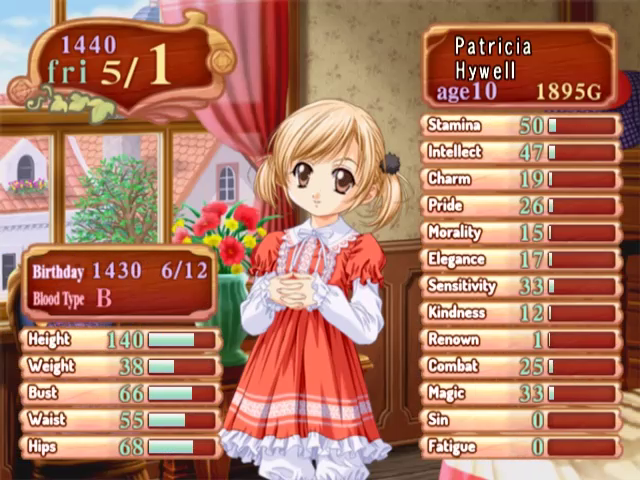 1440
fri 5/1
Patricia
Hywell
age10 1895G
Stamina 50
Intellect 47
Charm 19
Pride 26
Morality 15
Elegance 17
Sensitivity 33
Kindness 12
Renown 1
Combat 25
Magic 33
Sin 0
Fatigue 0
Birthday 1430 6/12
Blood Type B
Height 140
Weight 38
Bust 66
Waist 55
Hips 68